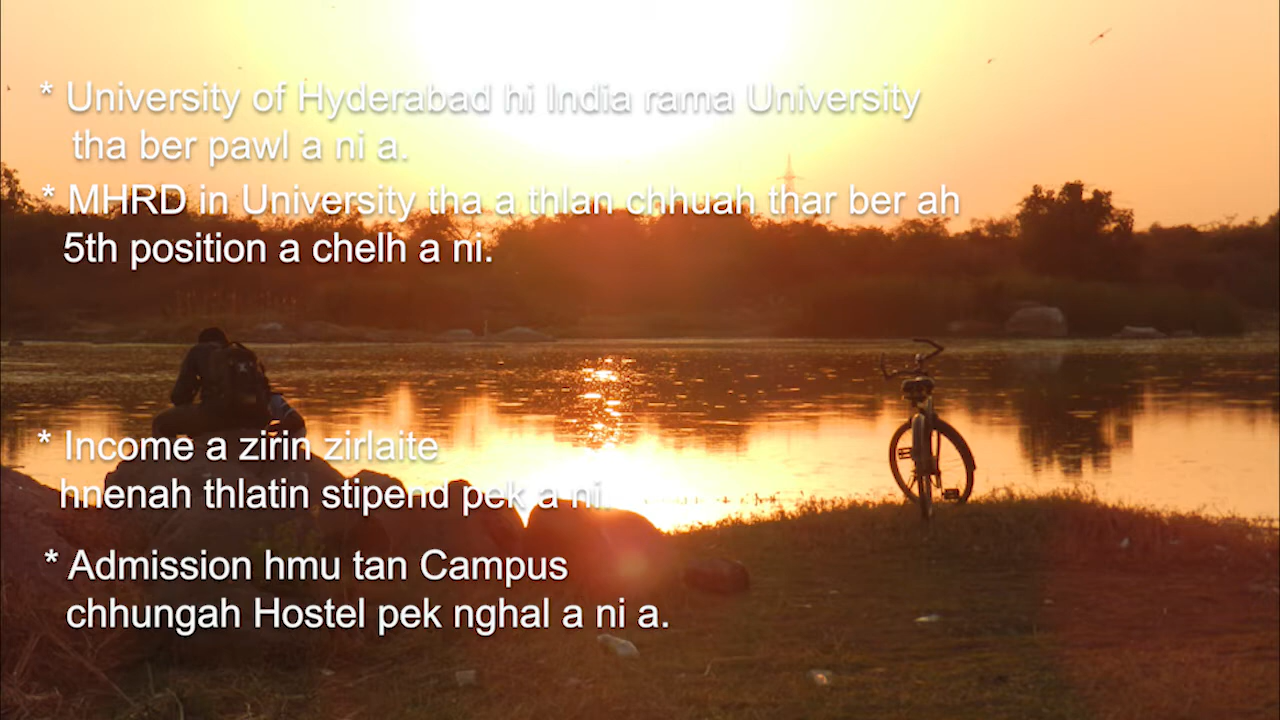 * University of Hyderabad hi India rama University
tha ber pawl a ni a.
* MHRD in University tha a thlan chhuah thar ber ah
5th position a chelh a ni.
* Income a zirin zirlaite
hnenah thlatin stipend pek a ni.
* Admission hmu tan Campus
chhungah Hostel pek nghal a ni a.